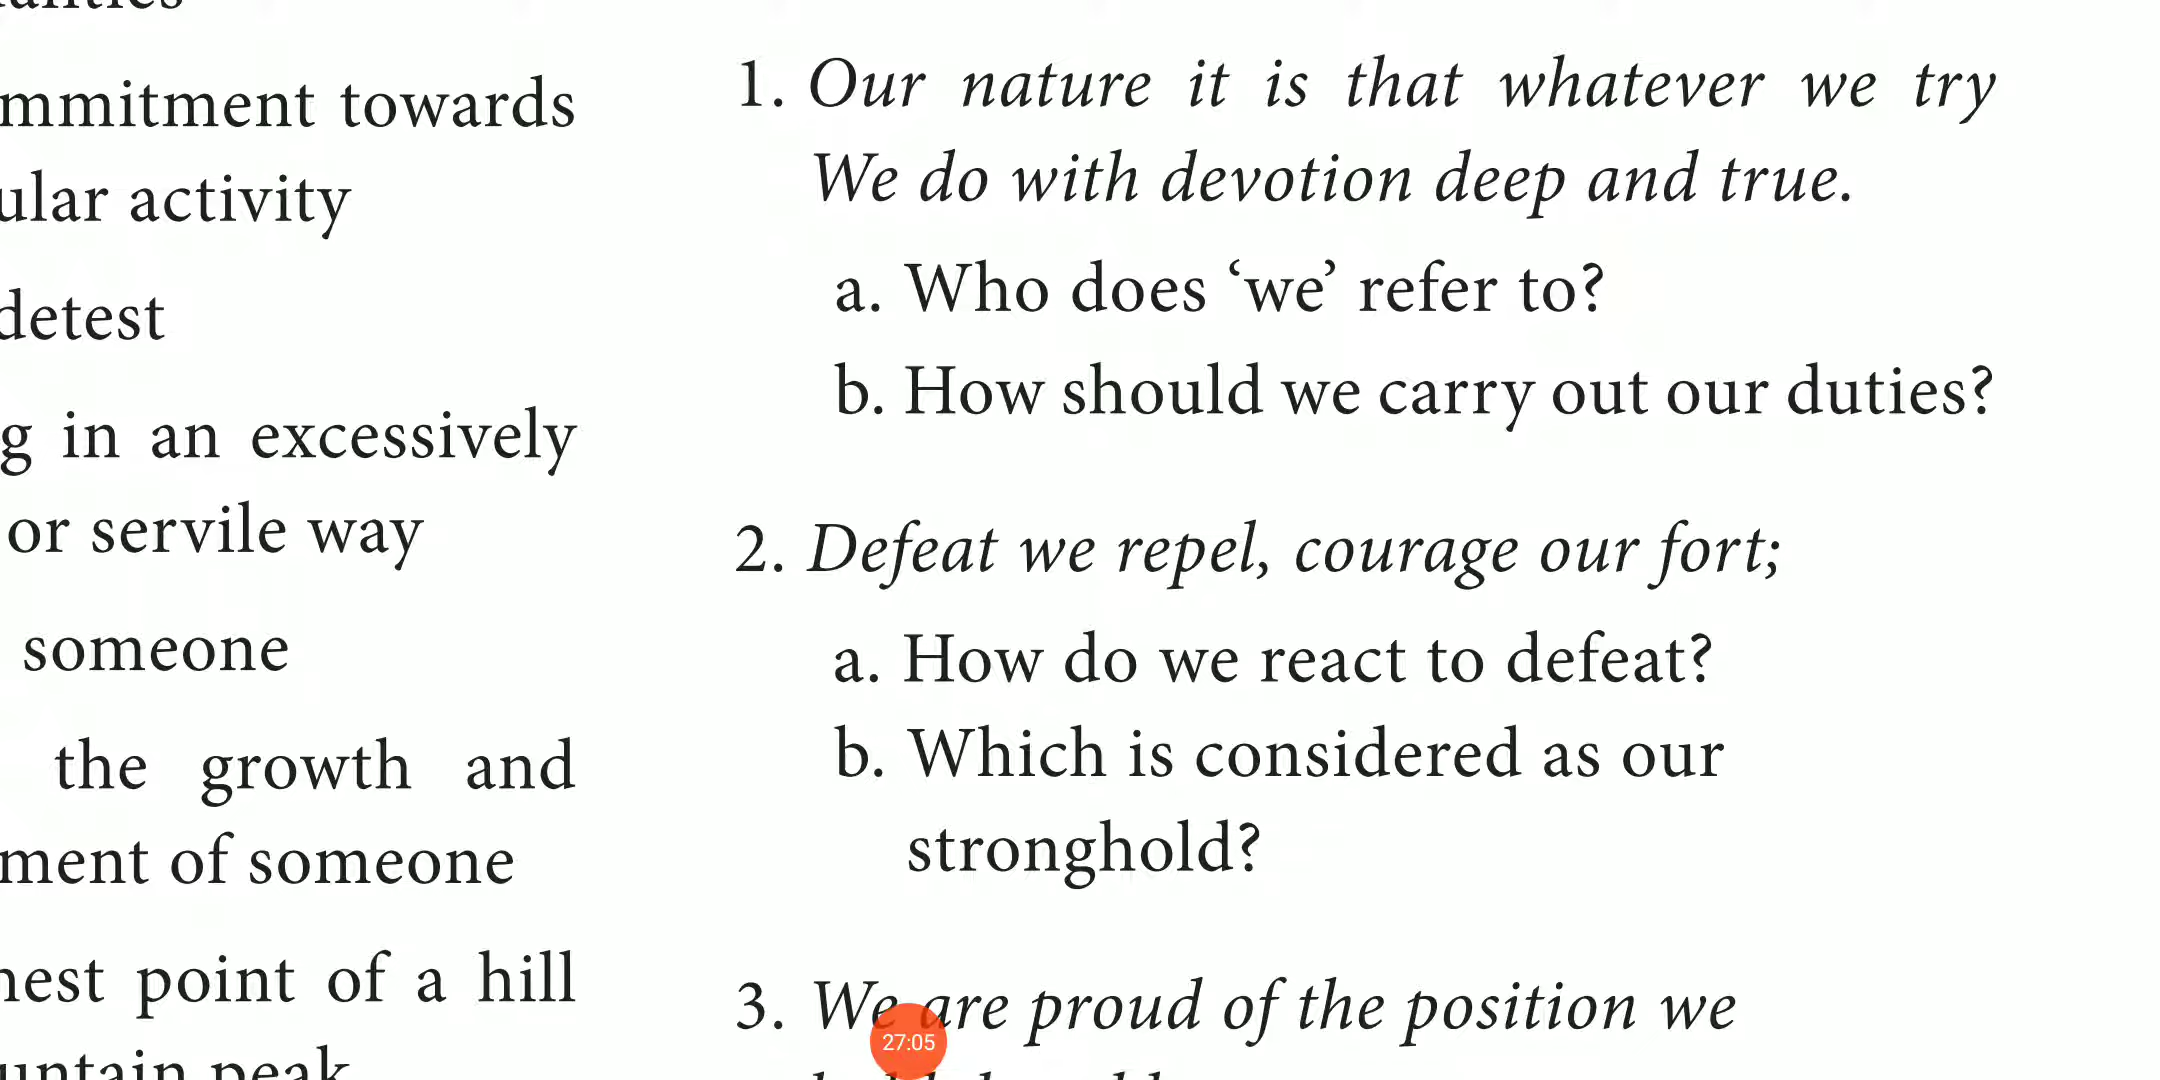 mmitment towards
ular activity
detest
g in an excessively
or servile way
someone
the growth and
ment of someone
nest point of a hill
untain peak
1. Our nature it is that whatever we try
We do with devotion deep and true.
a. Who does ‘we’ refer to?
b. How should we carry out our duties?
2. Defeat we repel, courage our fort;
a. How do we react to defeat?
b. Which is considered as our
stronghold?
3. We are proud of the position we
27:05